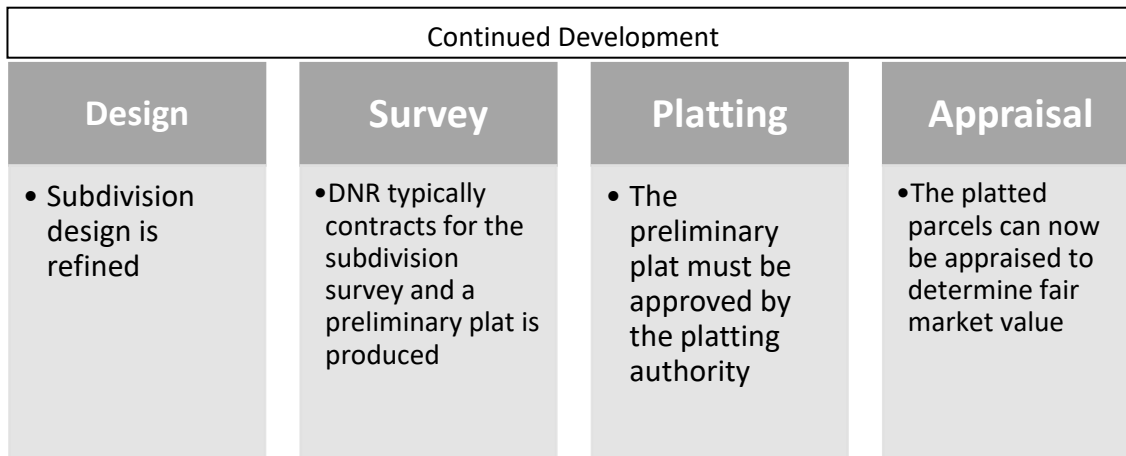 Continued Development
Design
• Subdivision
design is
refined
Survey
•DNR typically
contracts for the
subdivision
survey and a
preliminary plat is
produced
Platting
• The
preliminary
plat must be
approved by
the platting
authority
Appraisal
•The platted
parcels can now
be appraised to
determine fair
market value